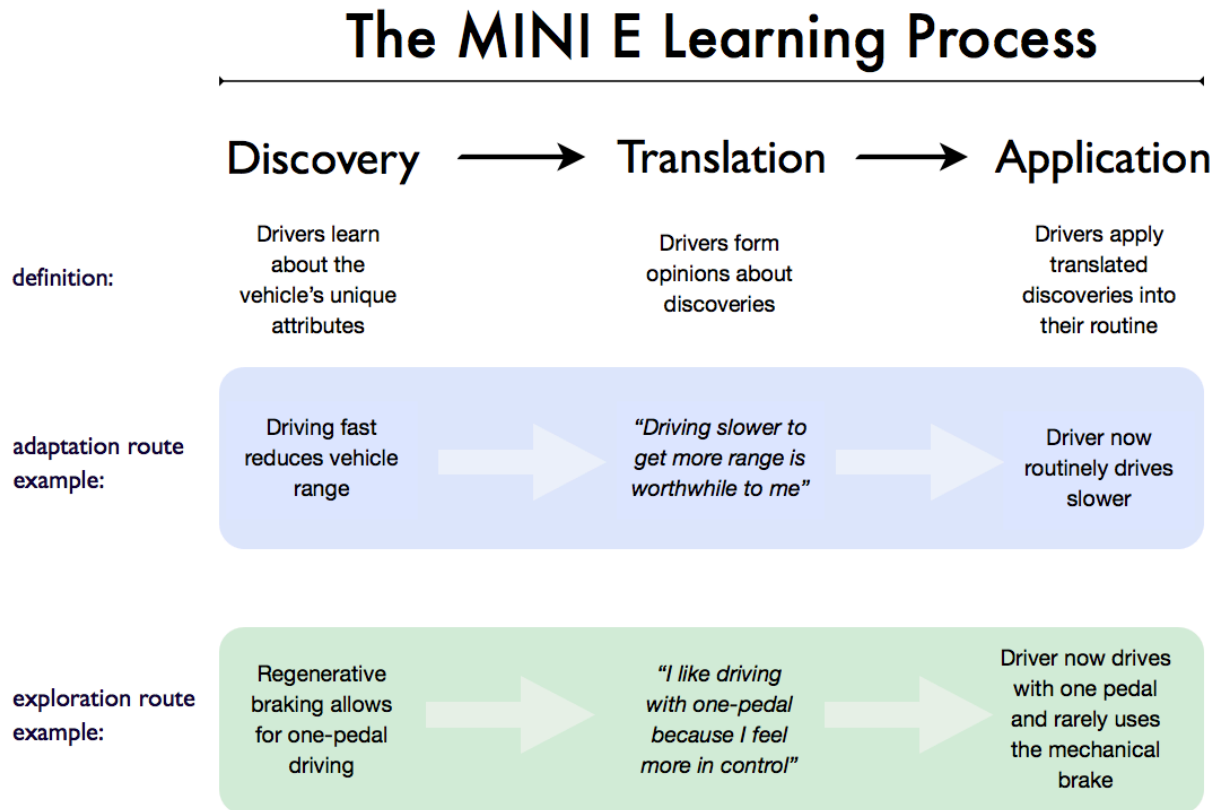 The MINI E Learning Process
Discovery
Translation
Application
definition:
Drivers learn
about the
vehicle's unique
attributes
Drivers form
opinions about
discoveries
Drivers apply
translated
discoveries into
their routine
adaptation route
example:
Driving fast
reduces vehicle
range
“Driving slower to
get more range is
worthwhile to me”
Driver now
routinely drives
slower
exploration route
example:
Regenerative
braking allows
for one-pedal
driving
“I like driving
with one-pedal
because I feel
more in control”
Driver now drives
with one pedal
and rarely uses
the mechanical
brake